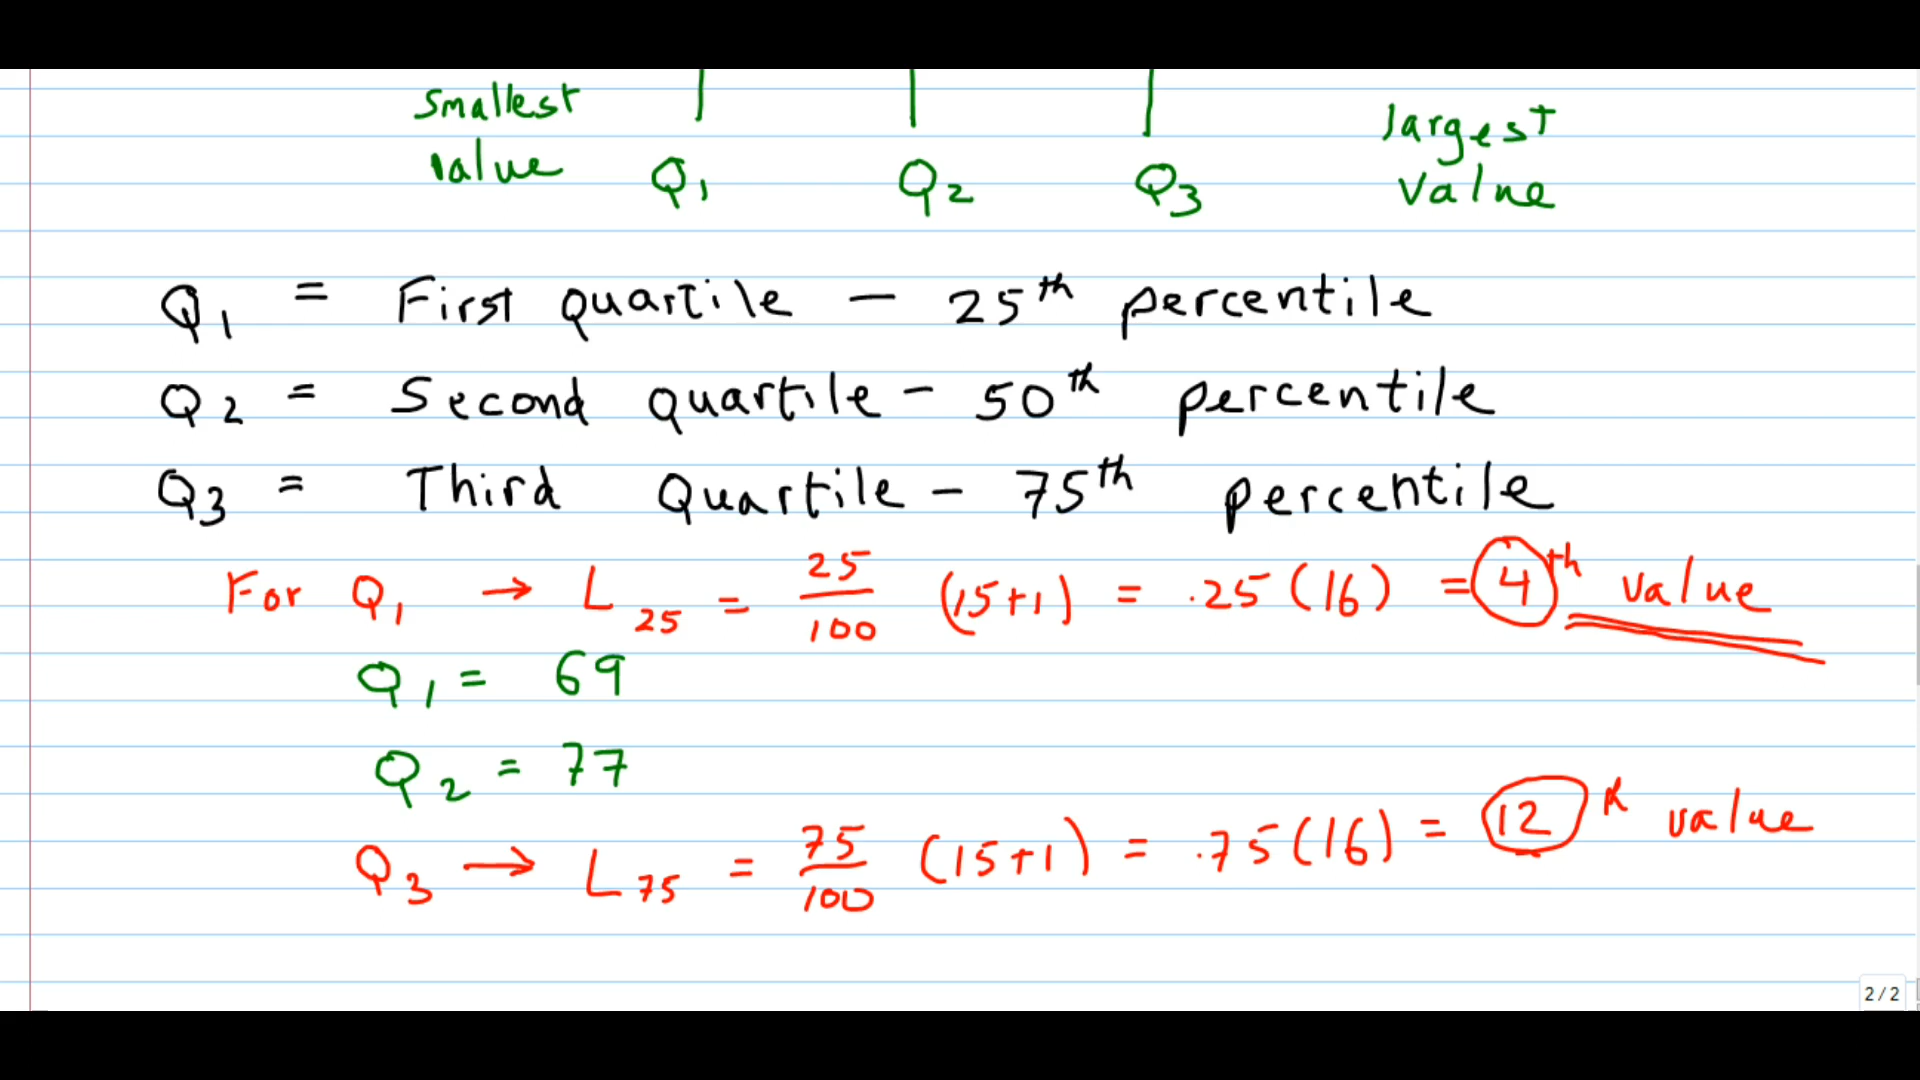 smallest largest
value Q1 Q2 Q3 value
Q1 = First quartile – 25th percentile
Q2 = Second quartile – 50th percentile
Q3 = Third Quartile – 75th percentile
For Q1 → L25 = 25/100 (15+1) = .25 (16) = 4th value
Q1 = 69
Q2 = 77
Q3 → L75 = 75/100 (15+1) = .75 (16) = 12th value
2 / 2